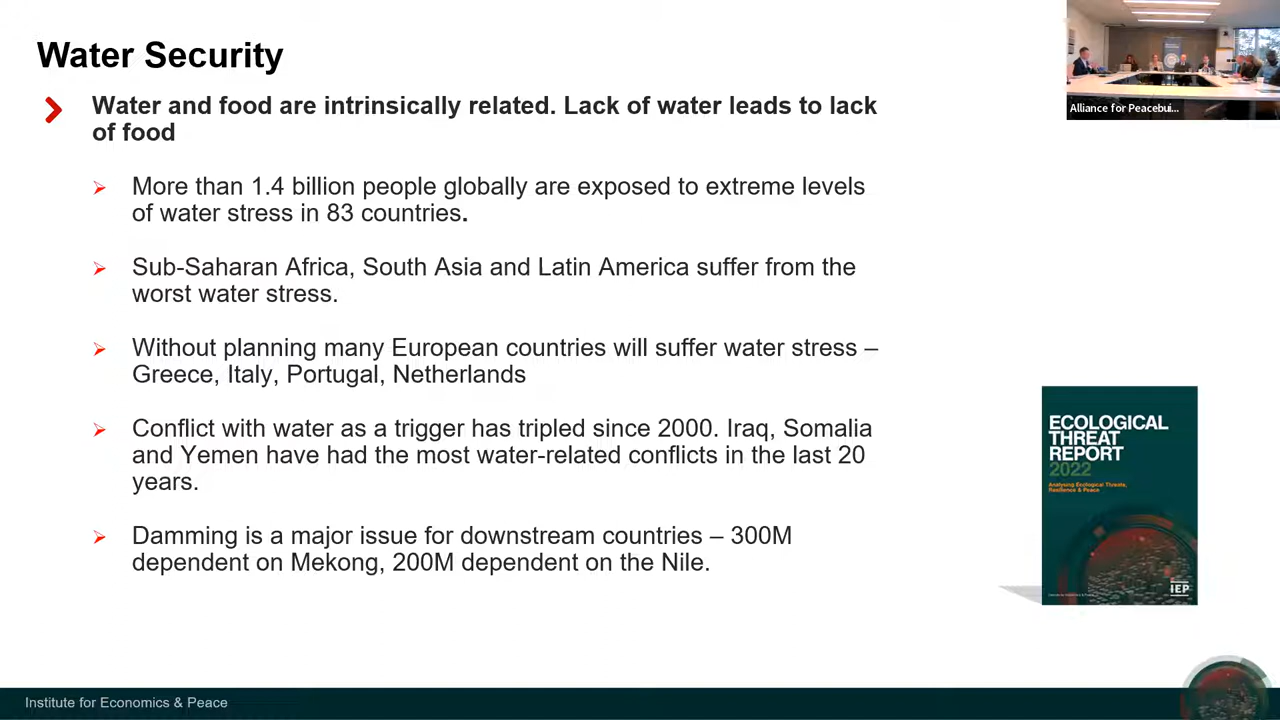 Water Security
Water and food are intrinsically related. Lack of water leads to lack
of food
More than 1.4 billion people globally are exposed to extreme levels
of water stress in 83 countries.
Sub-Saharan Africa, South Asia and Latin America suffer from the
worst water stress.
Without planning many European countries will suffer water stress –
Greece, Italy, Portugal, Netherlands
Conflict with water as a trigger has tripled since 2000. Iraq, Somalia
and Yemen have had the most water-related conflicts in the last 20
years.
Damming is a major issue for downstream countries – 300M
dependent on Mekong, 200M dependent on the Nile.
Alliance for Peacebui...
ECOLOGICAL
THREAT
REPORT
2022
Analysing Ecological Threats,
Resilience & Peace
IEP
Institute for Economics & Peace